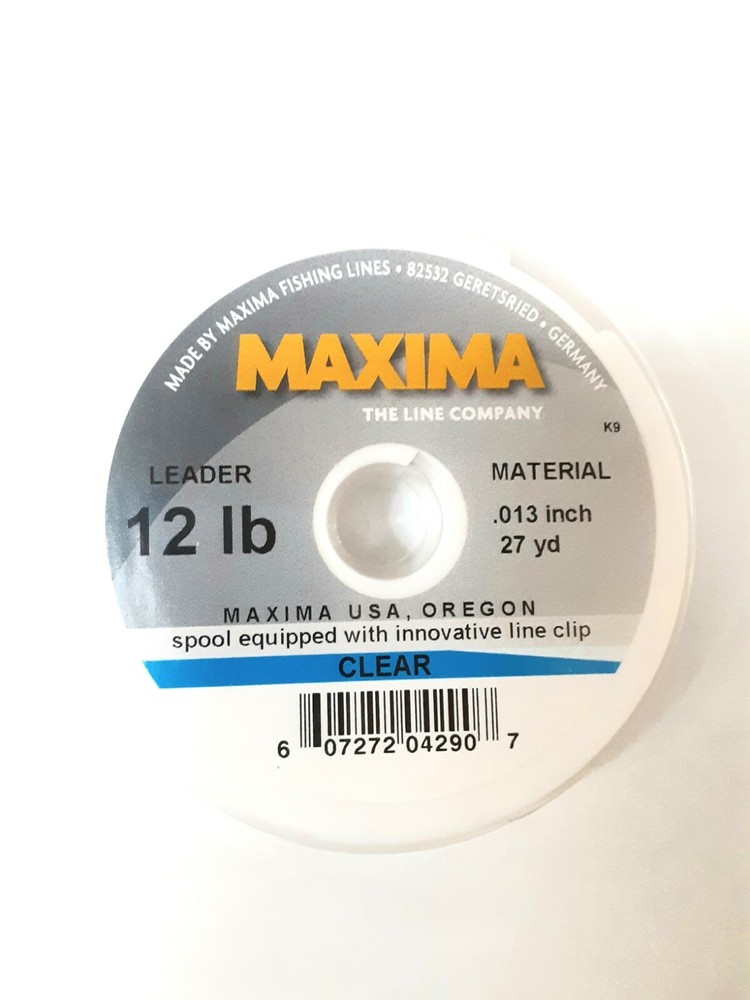 MADE BY MAXIMA FISHING LINES • 82532 GERETSRIED • GERMANY
MAXIMA
THE LINE COMPANY
K9
LEADER
12 lb
MATERIAL
.013 inch
27 yd
MAXIMA USA, OREGON
spool equipped with innovative line clip
CLEAR
6 07272 04290 7